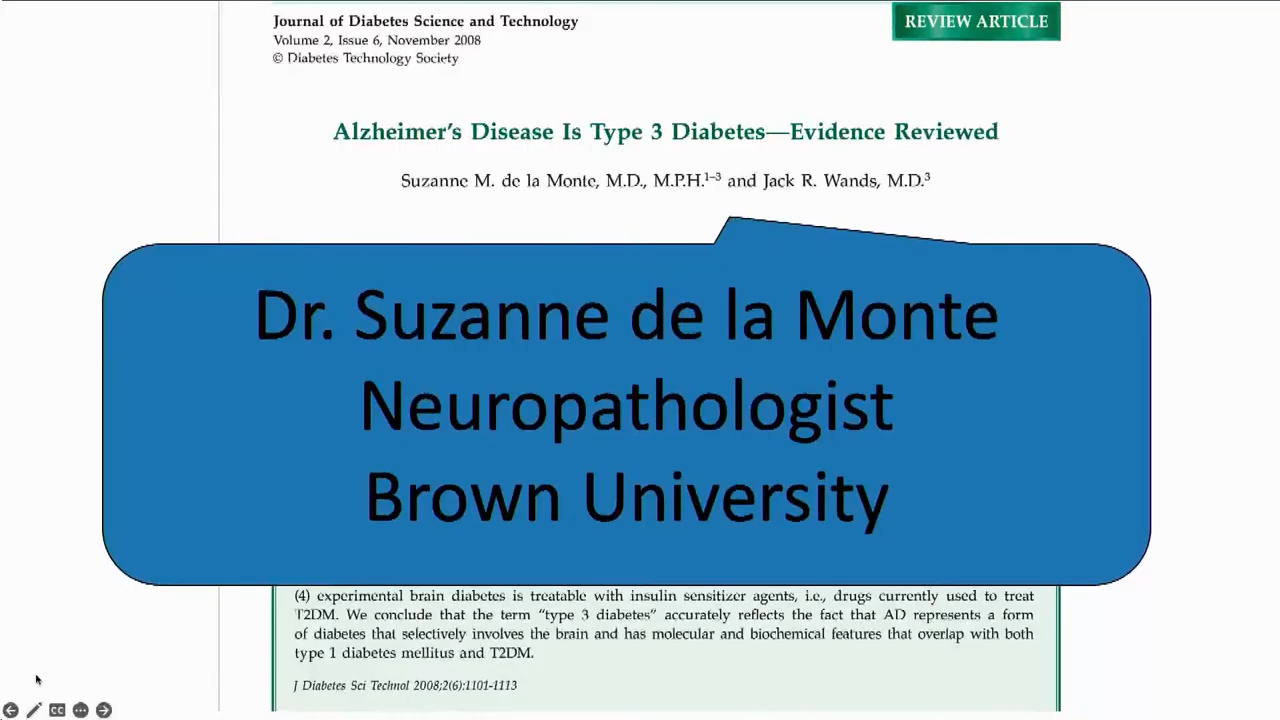 Journal of Diabetes Science and Technology
Volume 2, Issue 6, November 2008
© Diabetes Technology Society
REVIEW ARTICLE
Alzheimer's Disease Is Type 3 Diabetes—Evidence Reviewed
Suzanne M. de la Monte, M.D., M.P.H.¹⁻³ and Jack R. Wands, M.D.³
Dr. Suzanne de la Monte
Neuropathologist
Brown University
(4) experimental brain diabetes is treatable with insulin sensitizer agents, i.e., drugs currently used to treat
T2DM. We conclude that the term “type 3 diabetes” accurately reflects the fact that AD represents a form
of diabetes that selectively involves the brain and has molecular and biochemical features that overlap with both
type 1 diabetes mellitus and T2DM.
J Diabetes Sci Technol 2008;2(6):1101-1113
CC